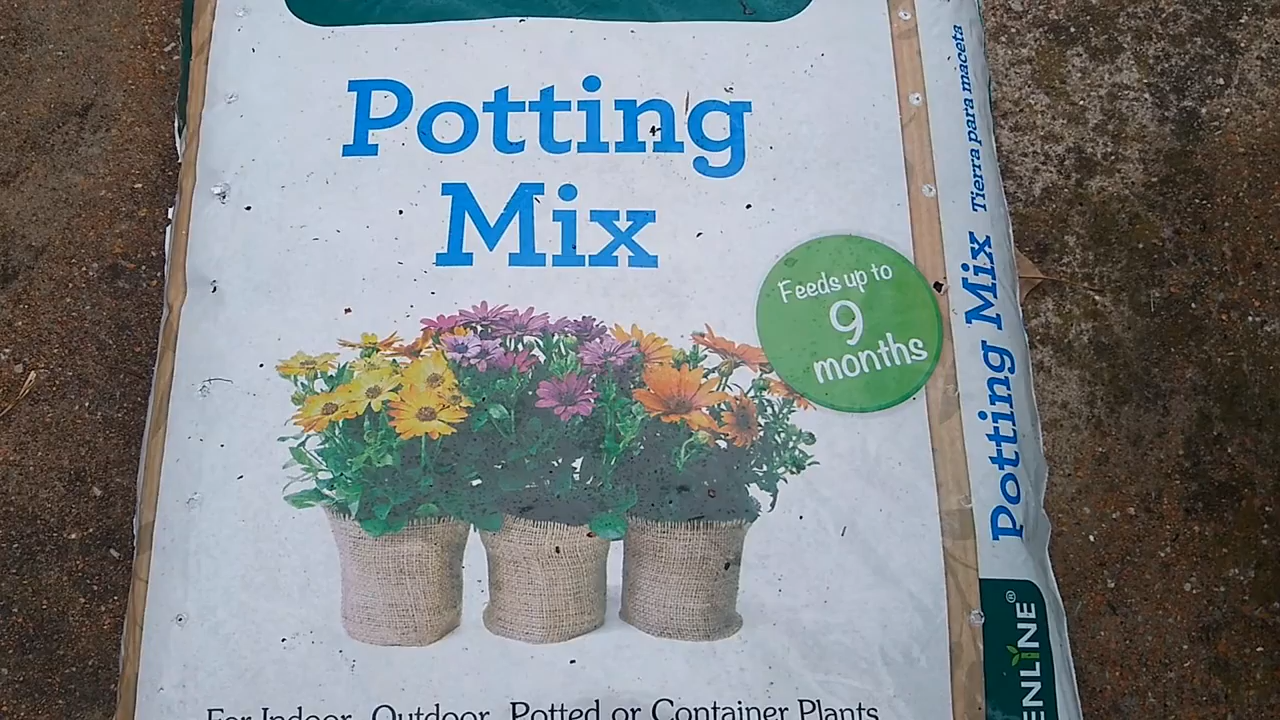 Potting
Mix
Feeds up to
9
months
For Indoor, Outdoor, Potted or Container Plants
Potting Mix Tierra para maceta
ENLINE®